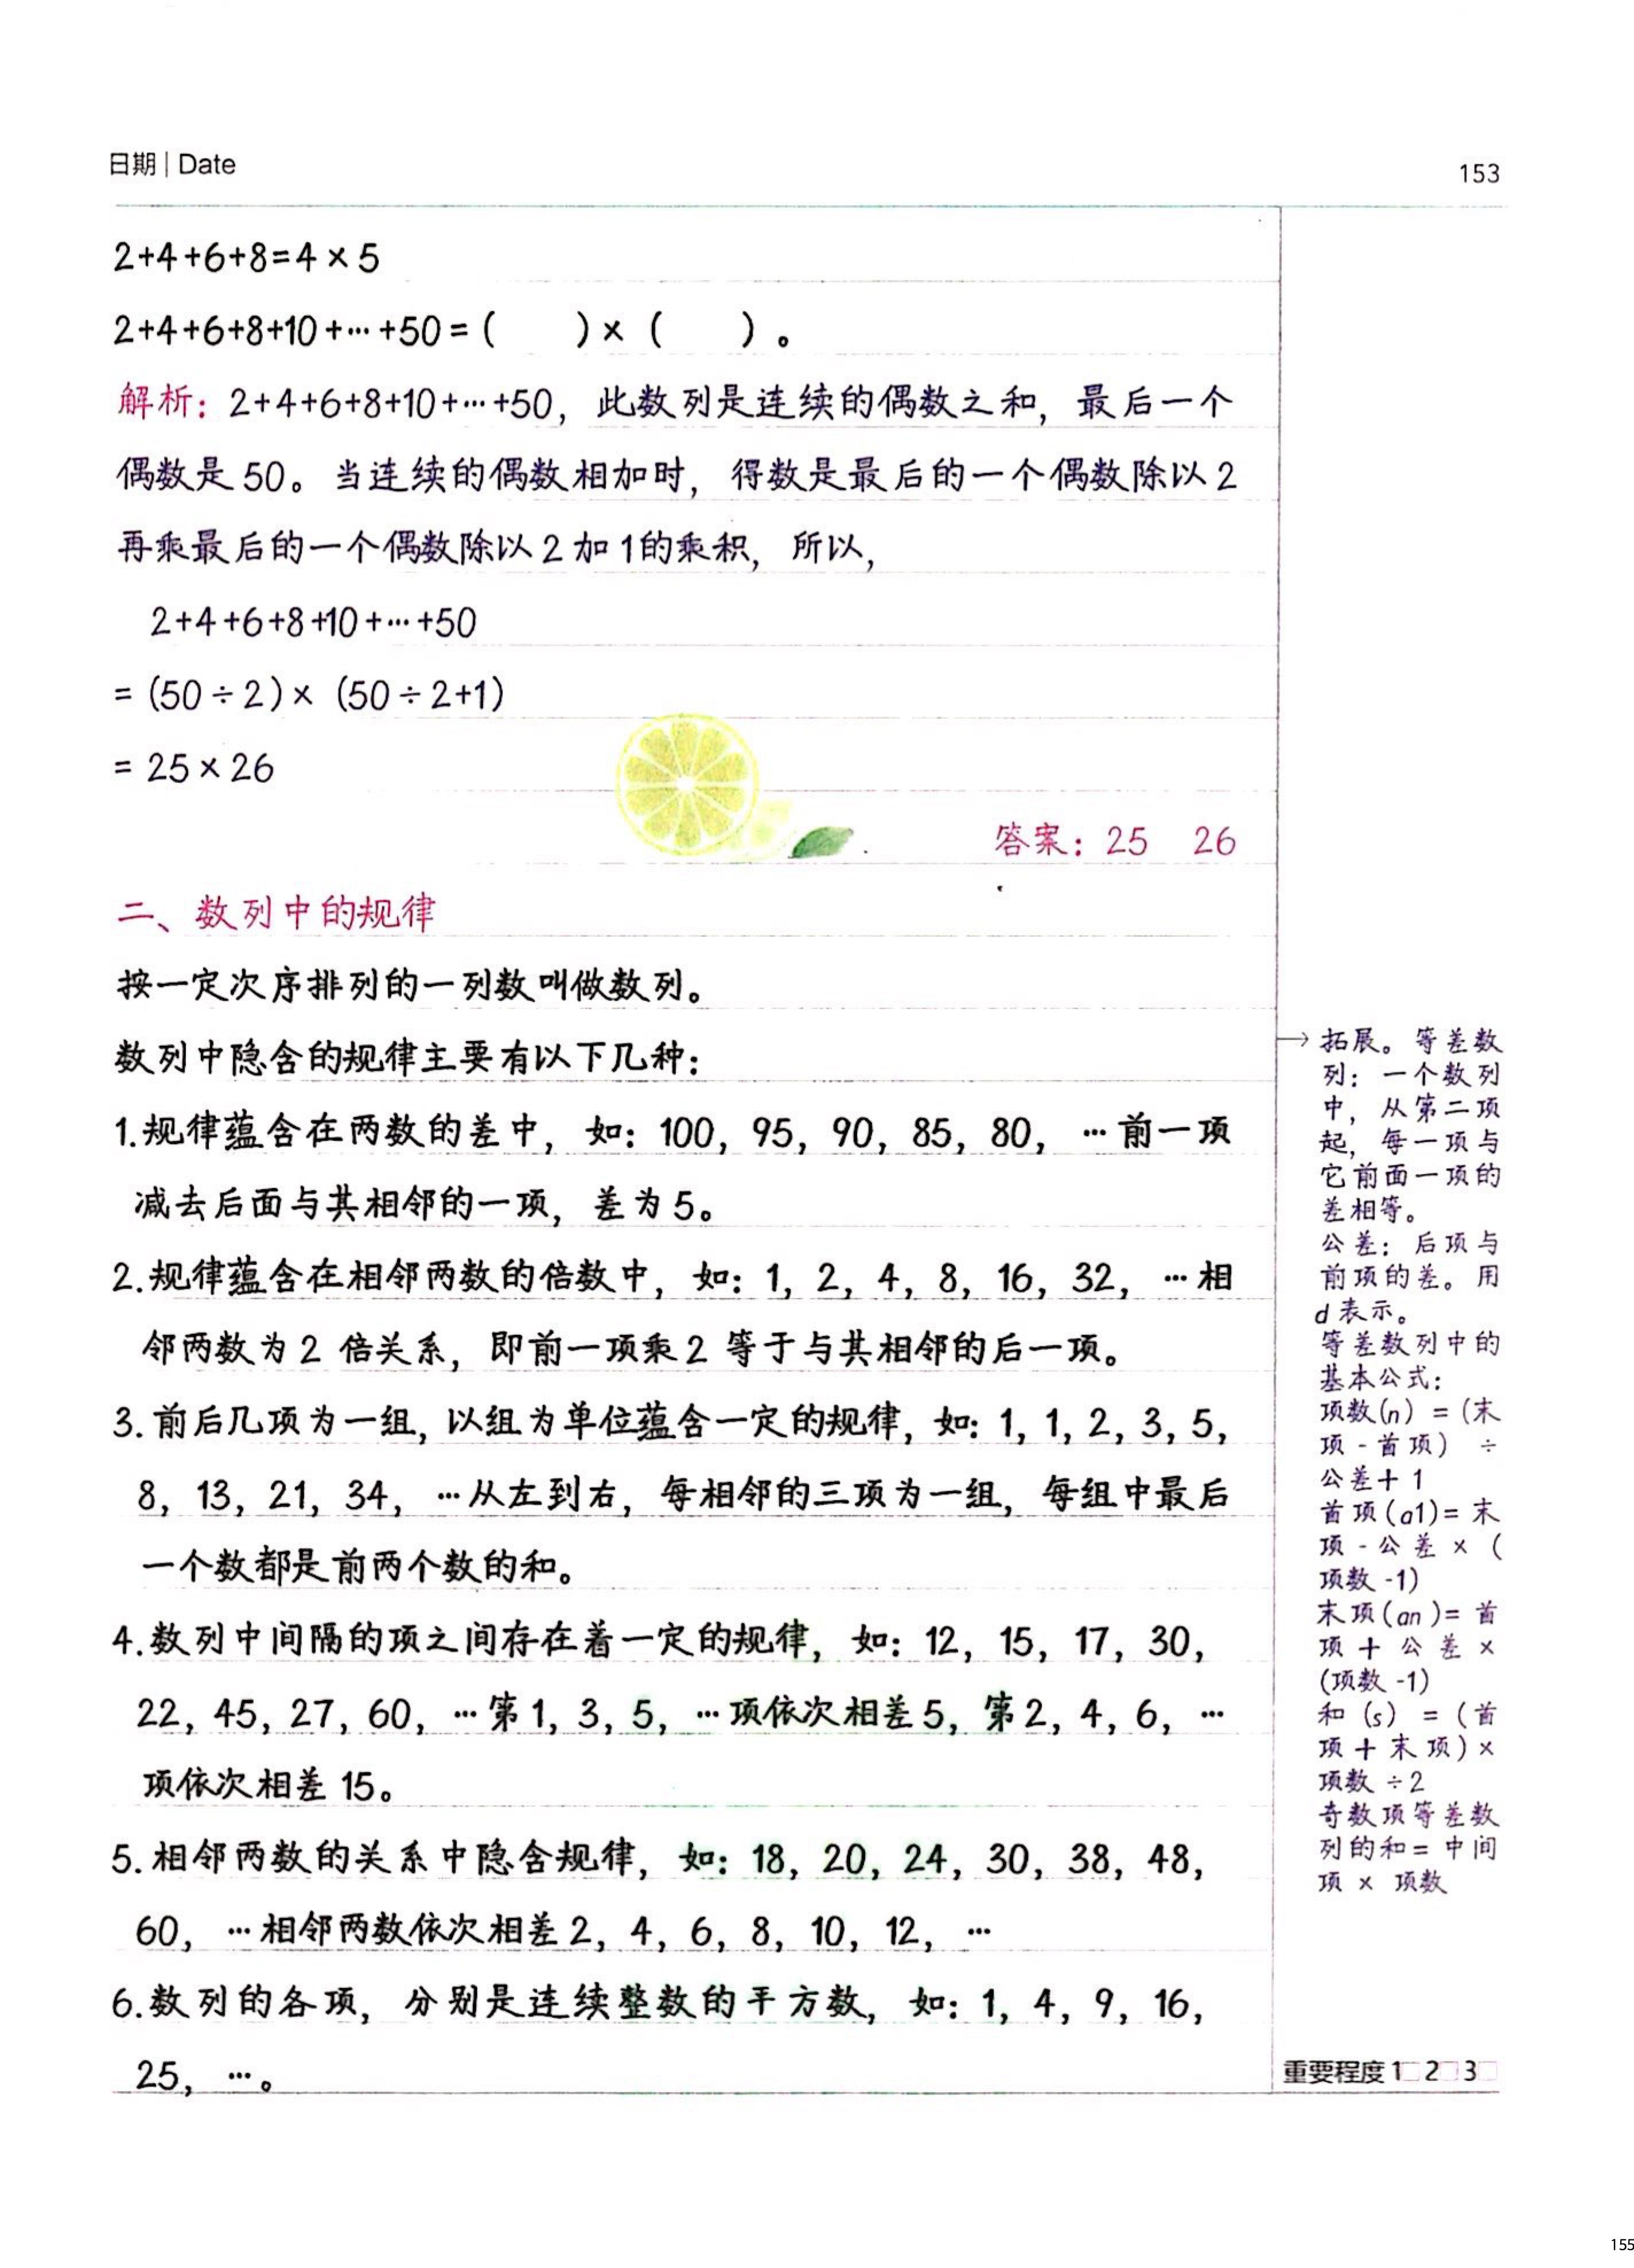 日期 | Date
153
2+4+6+8=4×5
2+4+6+8+10+…+50=(　　)×(　　)。
解析：2+4+6+8+10+…+50，此数列是连续的偶数之和，最后一个
偶数是50。当连续的偶数相加时，得数是最后的一个偶数除以2
再乘最后的一个偶数除以2加1的乘积，所以，
2+4+6+8+10+…+50
=(50÷2)×(50÷2+1)
=25×26
答案：25　26
二、数列中的规律
按一定次序排列的一列数叫做数列。
数列中隐含的规律主要有以下几种：
1.规律蕴含在两数的差中，如：100，95，90，85，80，…前一项
减去后面与其相邻的一项，差为5。
2.规律蕴含在相邻两数的倍数中，如：1，2，4，8，16，32，…相
邻两数为2倍关系，即前一项乘2等于与其相邻的后一项。
3.前后几项为一组，以组为单位蕴含一定的规律，如：1，1，2，3，5，
8，13，21，34，…从左到右，每相邻的三项为一组，每组中最后
一个数都是前两个数的和。
4.数列中间隔的项之间存在着一定的规律，如：12，15，17，30，
22，45，27，60，…第1，3，5，…项依次相差5，第2，4，6，…
项依次相差15。
5.相邻两数的关系中隐含规律，如：18，20，24，30，38，48，
60，…相邻两数依次相差2，4，6，8，10，12，…
6.数列的各项，分别是连续整数的平方数，如：1，4，9，16，
25，…。
→拓展。等差数
列：一个数列
中，从第二项
起，每一项与
它前面一项的
差相等。
公差：后项与
前项的差。用
d表示。
等差数列中的
基本公式：
项数(n)=(末
项-首项)÷
公差+1
首项(a1)=末
项-公差×(
项数-1)
末项(an)=首
项+公差×
(项数-1)
和(s)=(首
项+末项)×
项数÷2
奇数项等差数
列的和=中间
项×项数
重要程度1□2□3□
155